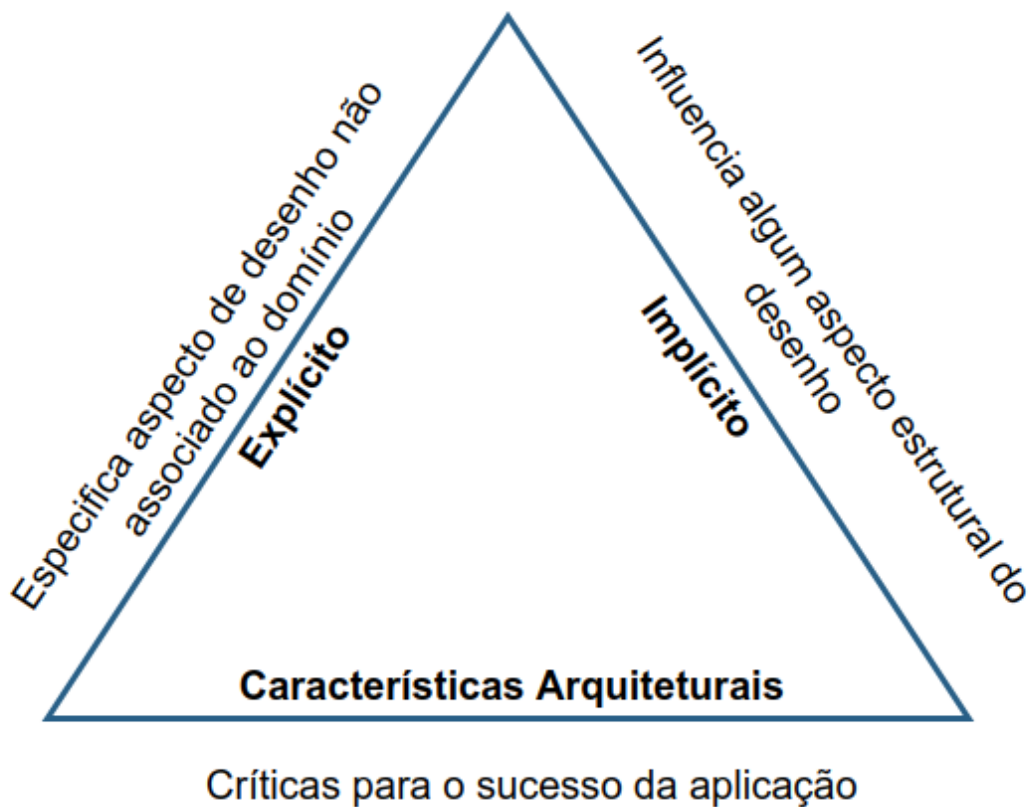 Especifica aspecto de desenho não
associado ao domínio
Explícito
Influencia algum aspecto estrutural do
desenho
Implícito
Características Arquiteturais
Críticas para o sucesso da aplicação